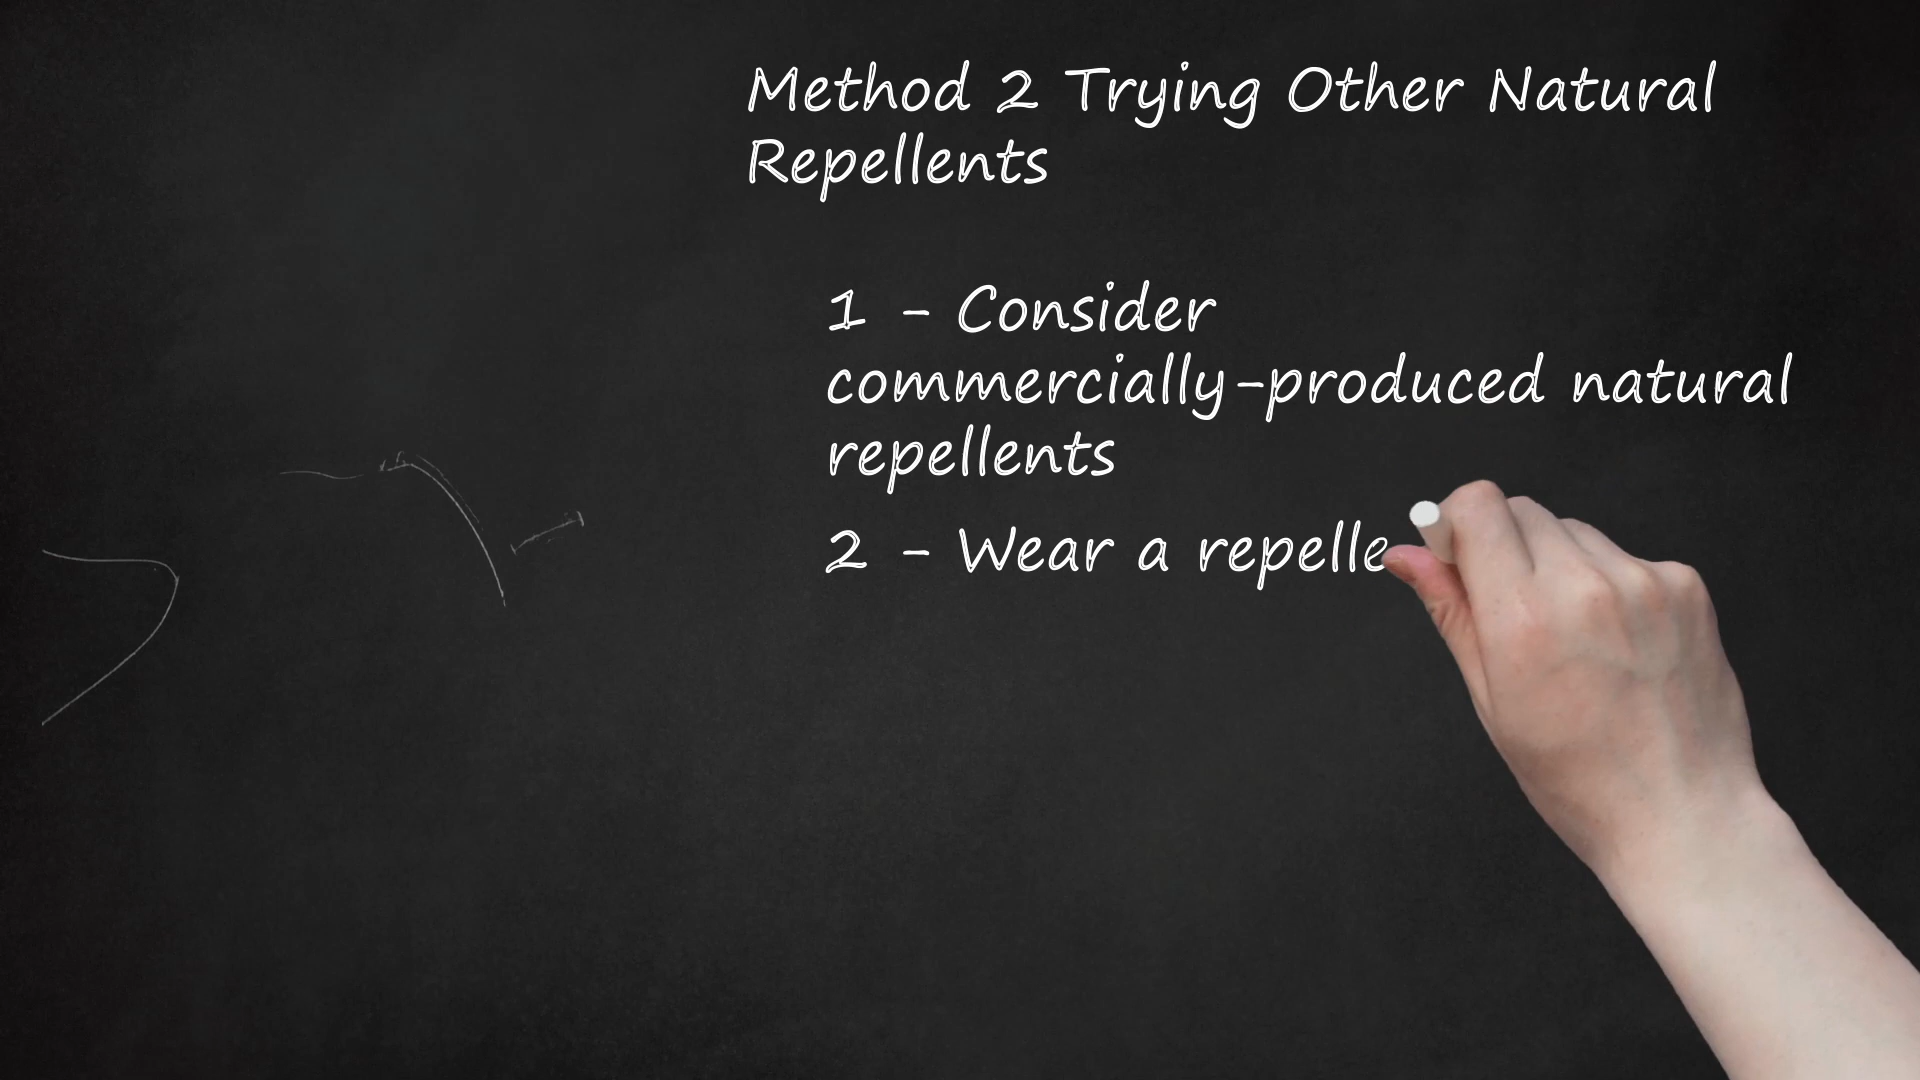 Method 2 Trying Other Natural
Repellents
1 - Consider
commercially-produced natural
repellents
2 - Wear a repelle